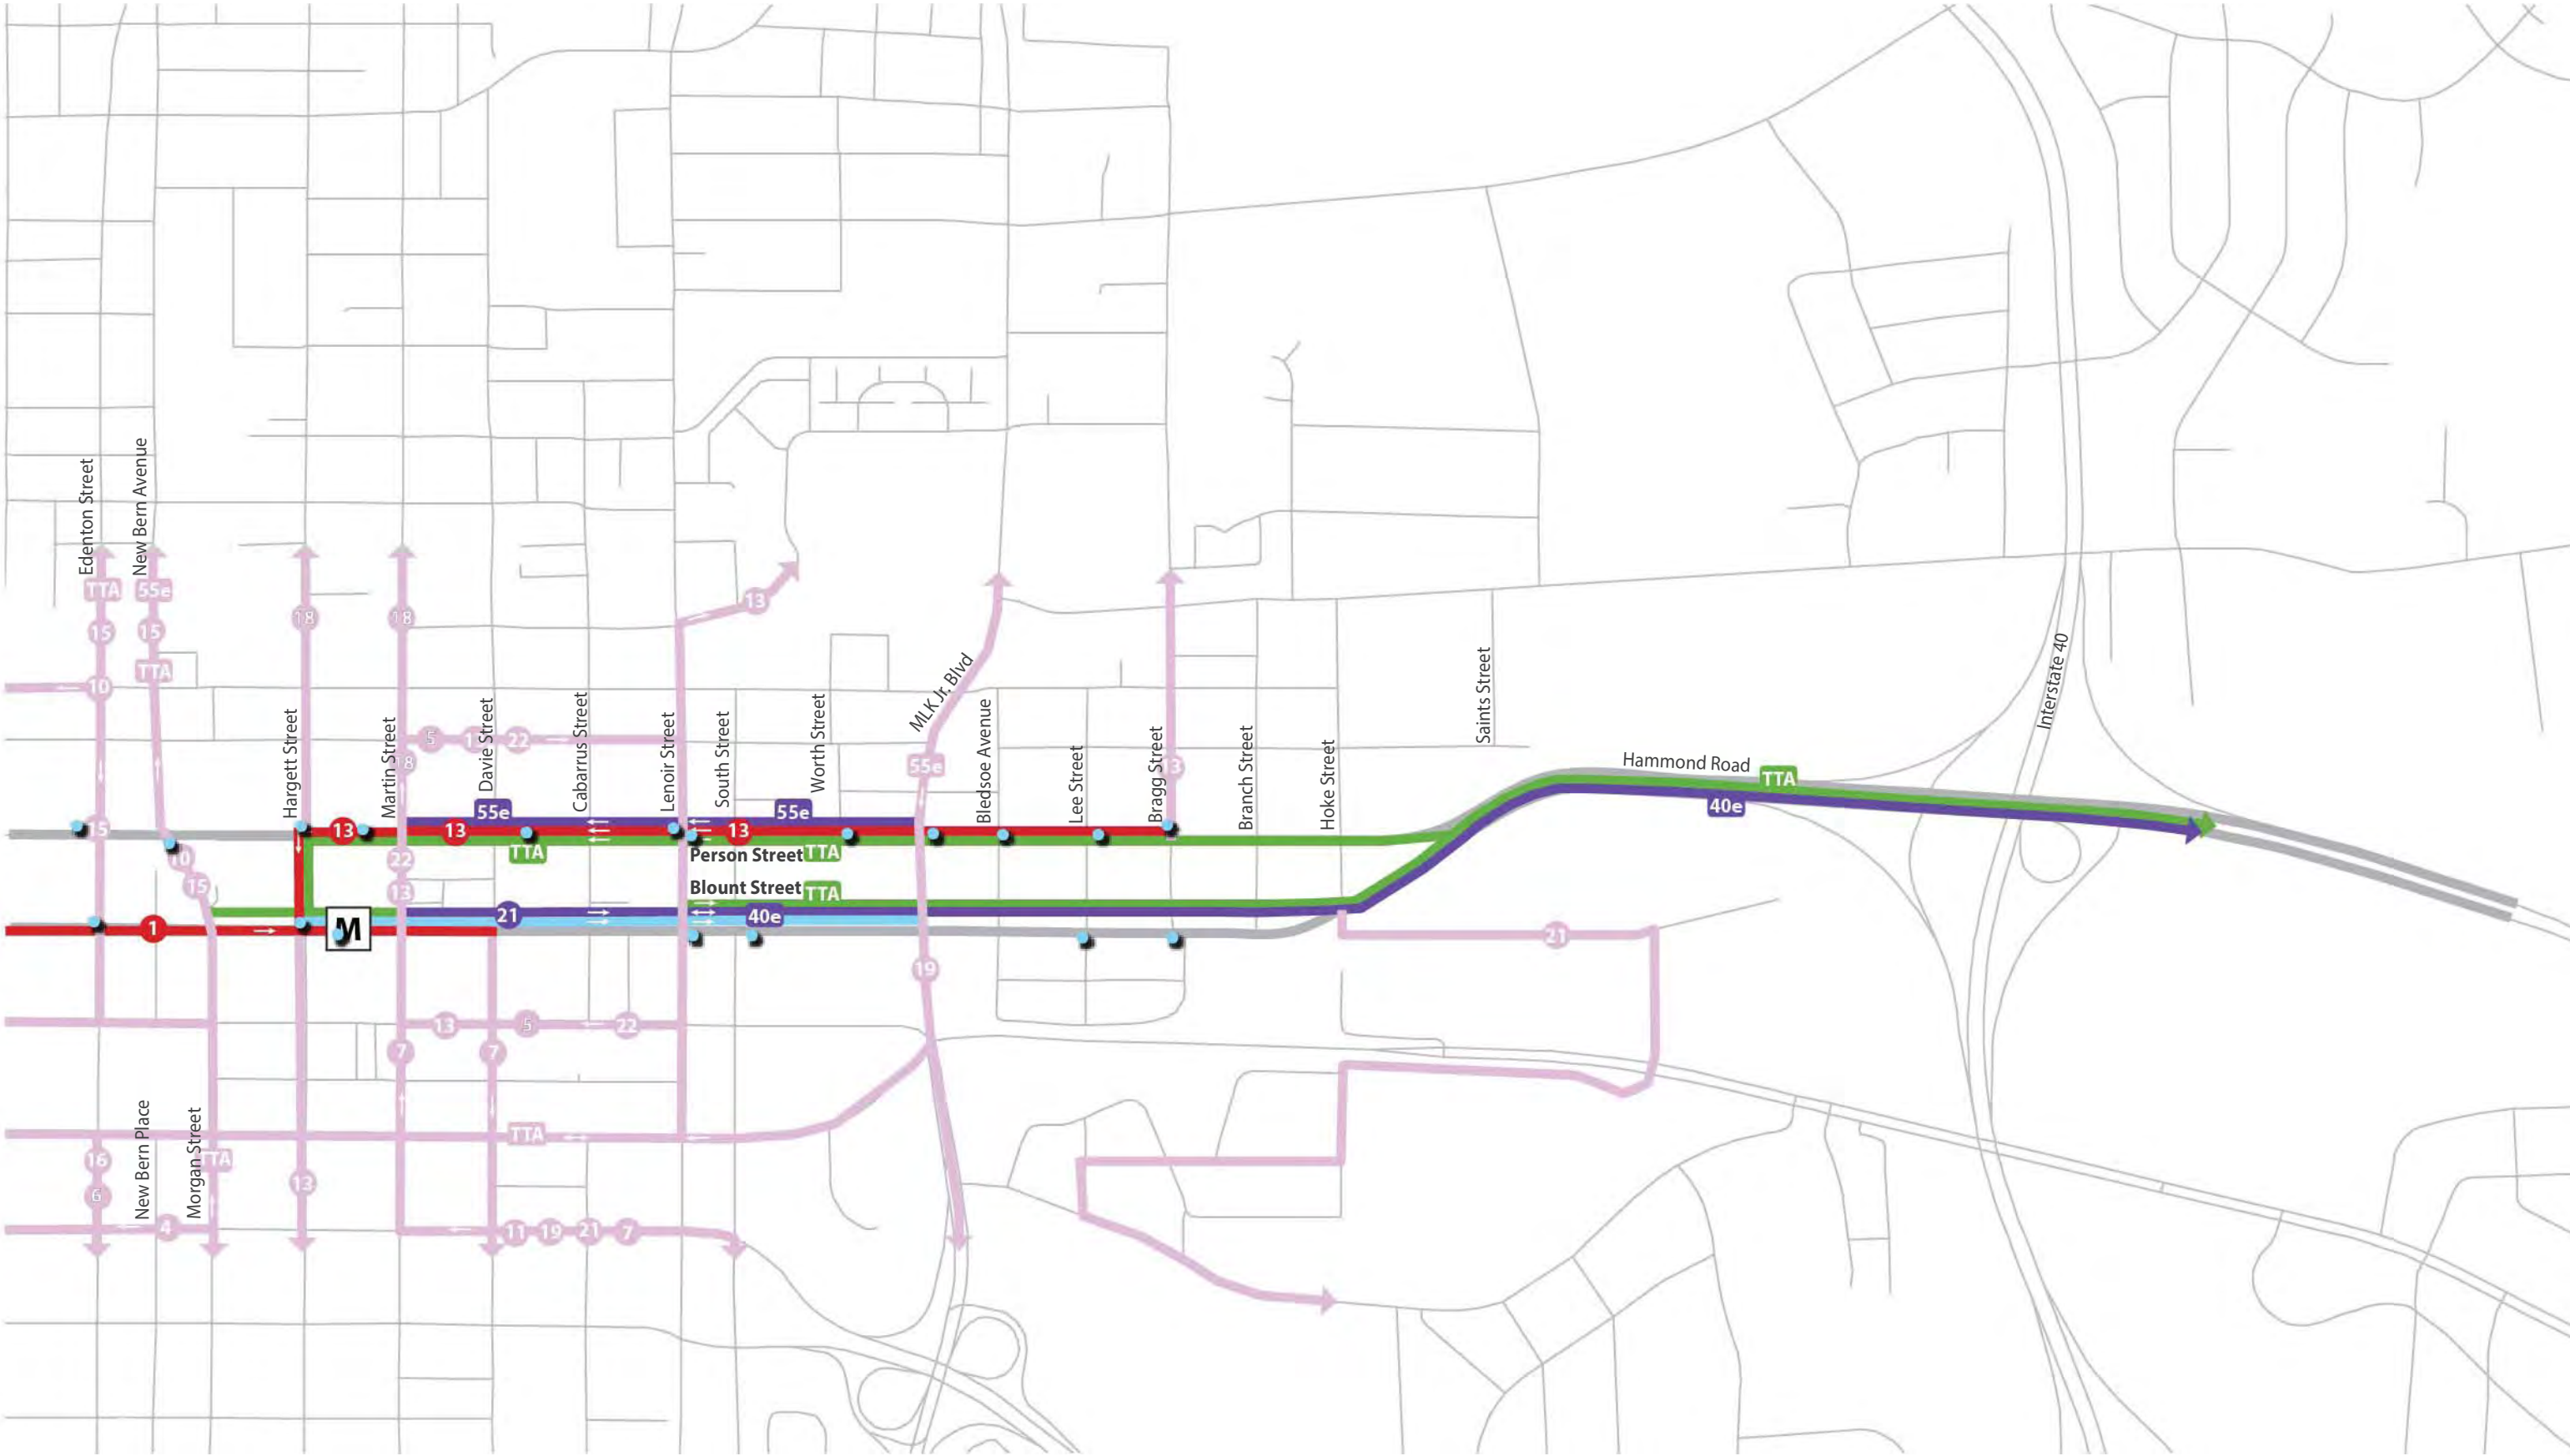 Edenton Street
New Bern Avenue
TTA
55e
15
15
18
18
13
TTA
10
MLK Jr. Blvd
Interstate 40
Saints Street
Hargett Street
Martin Street
Davie Street
Cabarrus Street
Lenoir Street
South Street
Worth Street
Bledsoe Avenue
Lee Street
Bragg Street
Branch Street
Hoke Street
5
22
18
55e
13
Hammond Road
TTA
40e
55e
55e
15
13
13
13
TTA
Person Street
TTA
10
22
15
13
Blount Street
TTA
21
40e
1
M
21
19
13
5
22
7
7
TTA
New Bern Place
Morgan Street
16
TTA
6
13
4
11
19
21
7